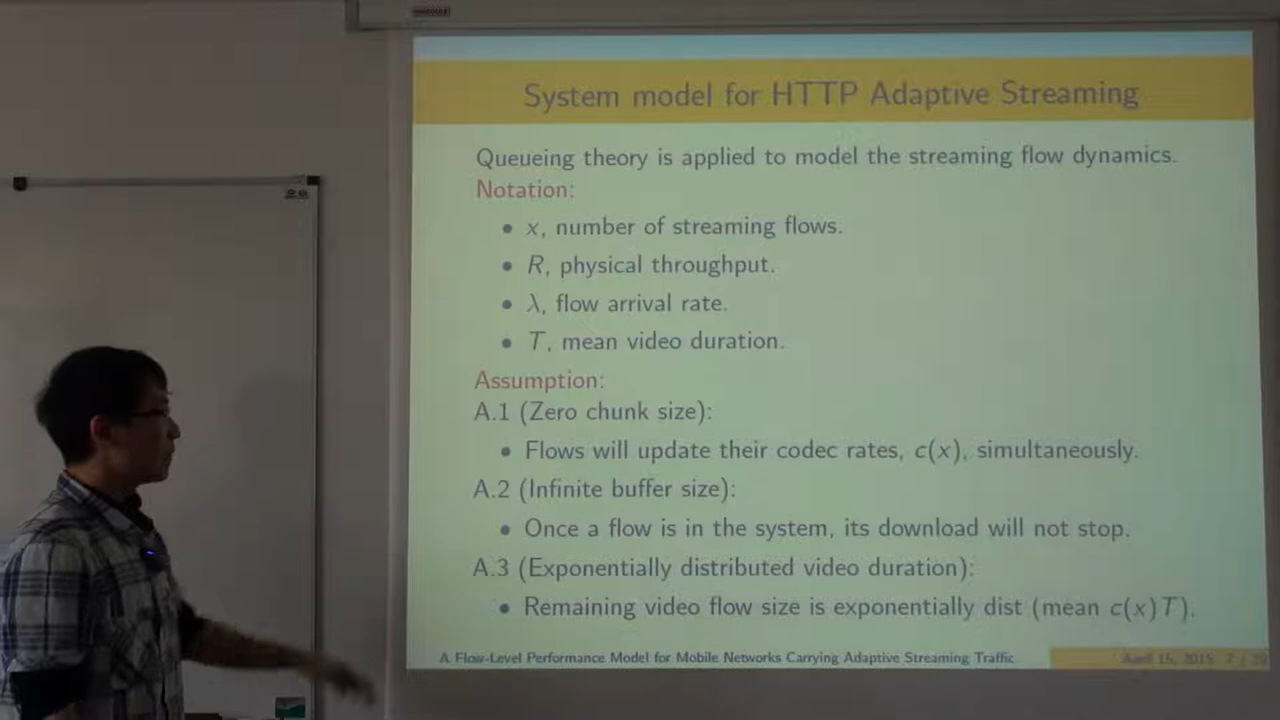 System model for HTTP Adaptive Streaming
Queueing theory is applied to model the streaming flow dynamics.
Notation:
• x, number of streaming flows.
• R, physical throughput.
• λ, flow arrival rate.
• T, mean video duration.
Assumption:
A.1 (Zero chunk size):
• Flows will update their codec rates, c(x), simultaneously.
A.2 (Infinite buffer size):
• Once a flow is in the system, its download will not stop.
A.3 (Exponentially distributed video duration):
• Remaining video flow size is exponentially dist (mean c(x)T).
A Flow-Level Performance Model for Mobile Networks Carrying Adaptive Streaming Traffic
April 15, 2015 7 /